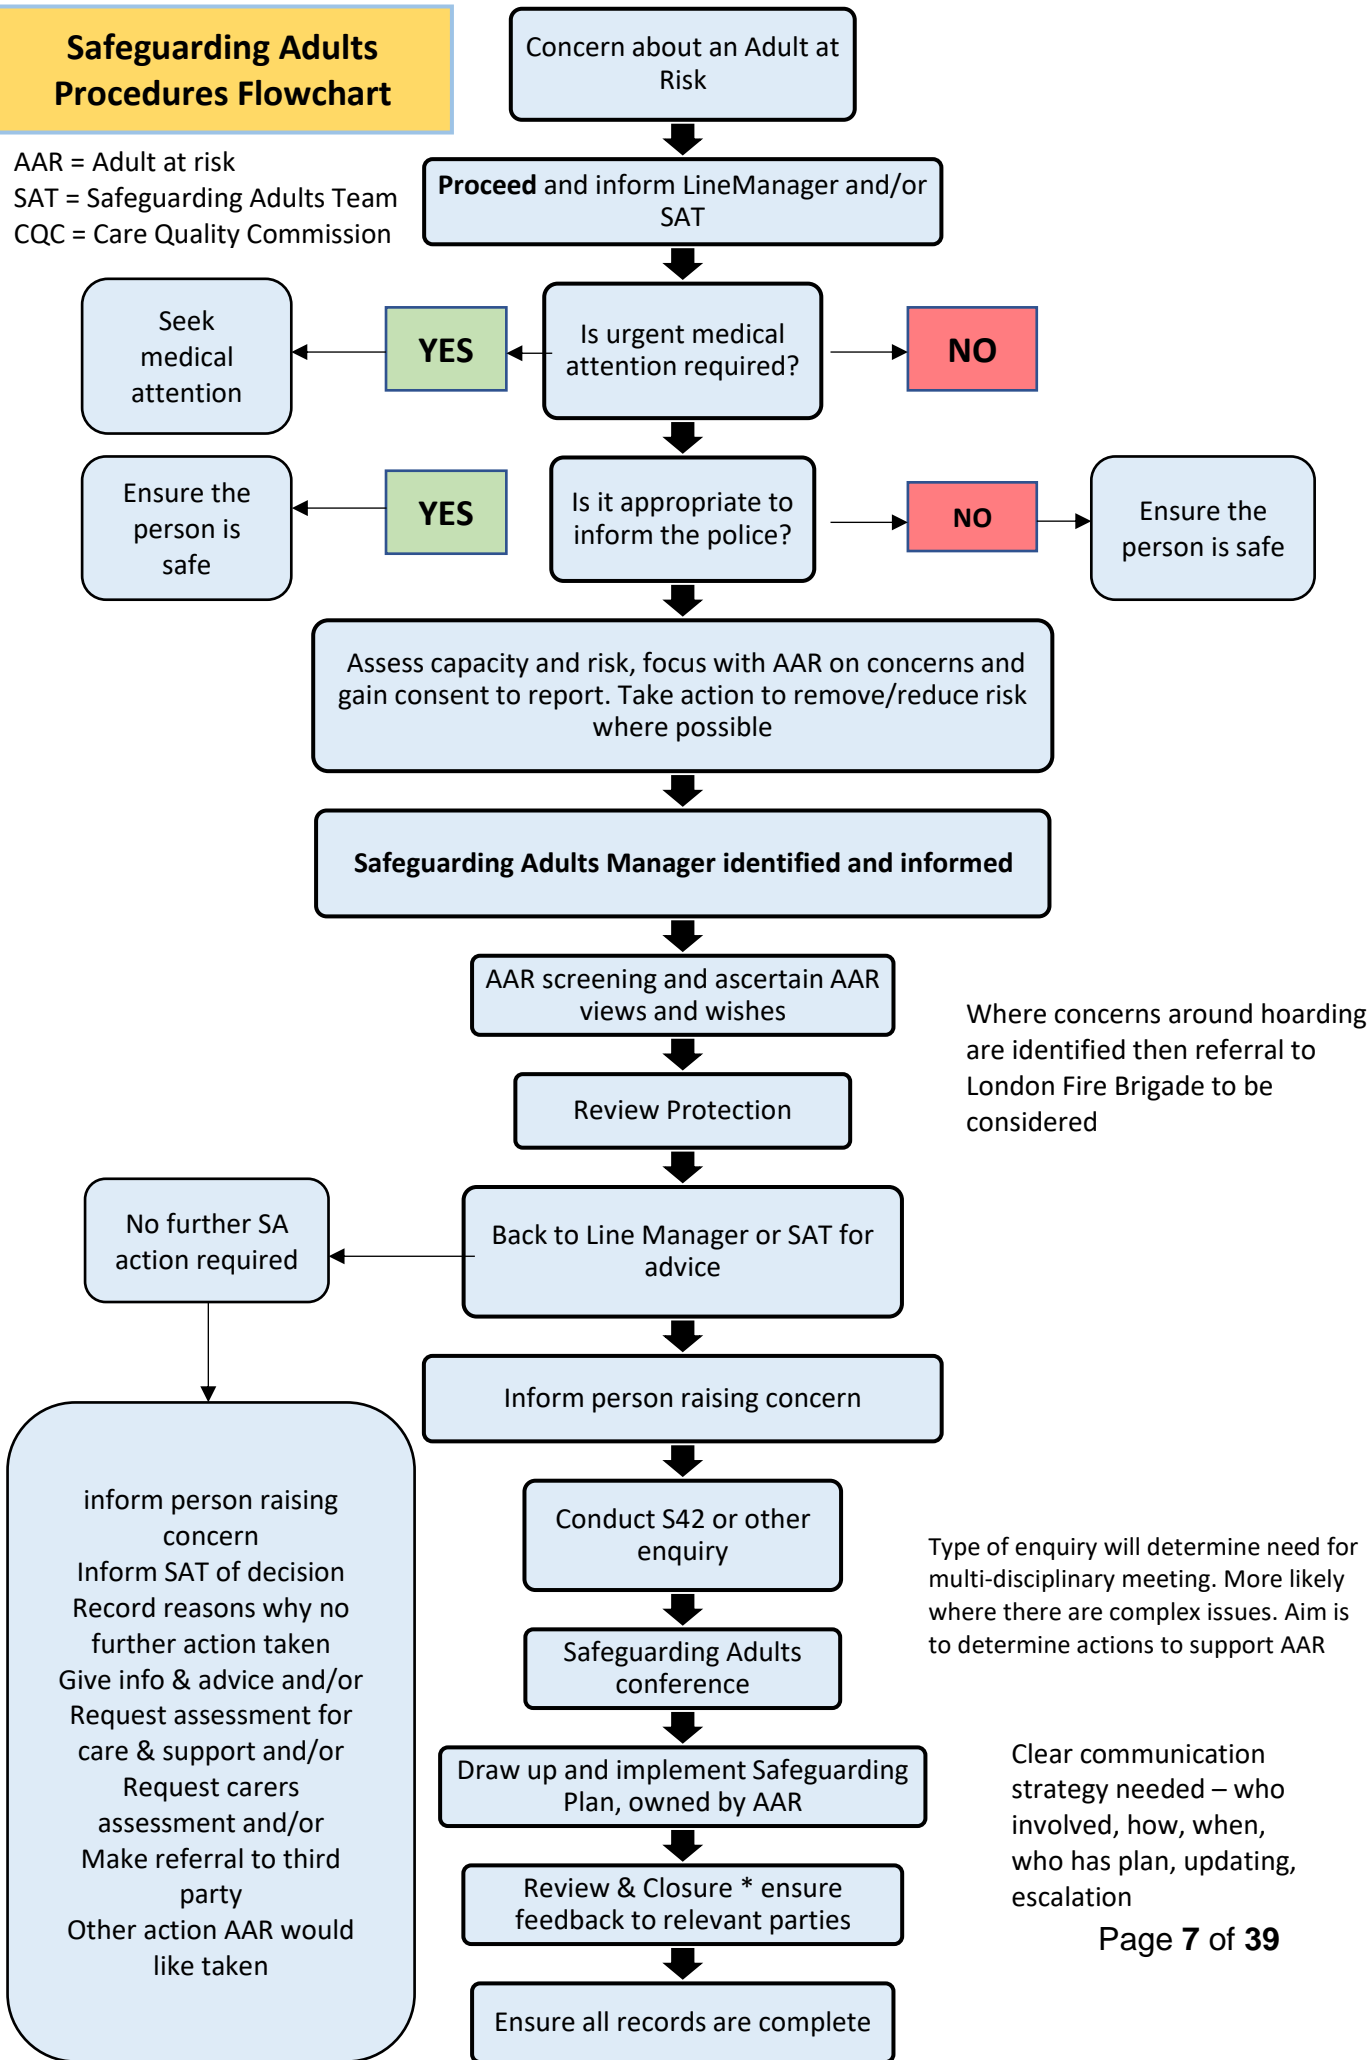 Safeguarding Adults
Procedures Flowchart
AAR = Adult at risk
SAT = Safeguarding Adults Team
CQC = Care Quality Commission
Concern about an Adult at
Risk
Proceed and inform LineManager and/or
SAT
Is urgent medical
attention required?
YES
Seek
medical
attention
NO
Is it appropriate to
inform the police?
YES
Ensure the
person is
safe
NO
Ensure the
person is safe
Assess capacity and risk, focus with AAR on concerns and
gain consent to report. Take action to remove/reduce risk
where possible
Safeguarding Adults Manager identified and informed
AAR screening and ascertain AAR
views and wishes
Where concerns around hoarding
are identified then referral to
London Fire Brigade to be
considered
Review Protection
Back to Line Manager or SAT for
advice
No further SA
action required
inform person raising
concern
Inform SAT of decision
Record reasons why no
further action taken
Give info & advice and/or
Request assessment for
care & support and/or
Request carers
assessment and/or
Make referral to third
party
Other action AAR would
like taken
Inform person raising concern
Conduct S42 or other
enquiry
Type of enquiry will determine need for
multi-disciplinary meeting. More likely
where there are complex issues. Aim is
to determine actions to support AAR
Safeguarding Adults
conference
Draw up and implement Safeguarding
Plan, owned by AAR
Clear communication
strategy needed – who
involved, how, when,
who has plan, updating,
escalation
Review & Closure * ensure
feedback to relevant parties
Ensure all records are complete
Page 7 of 39